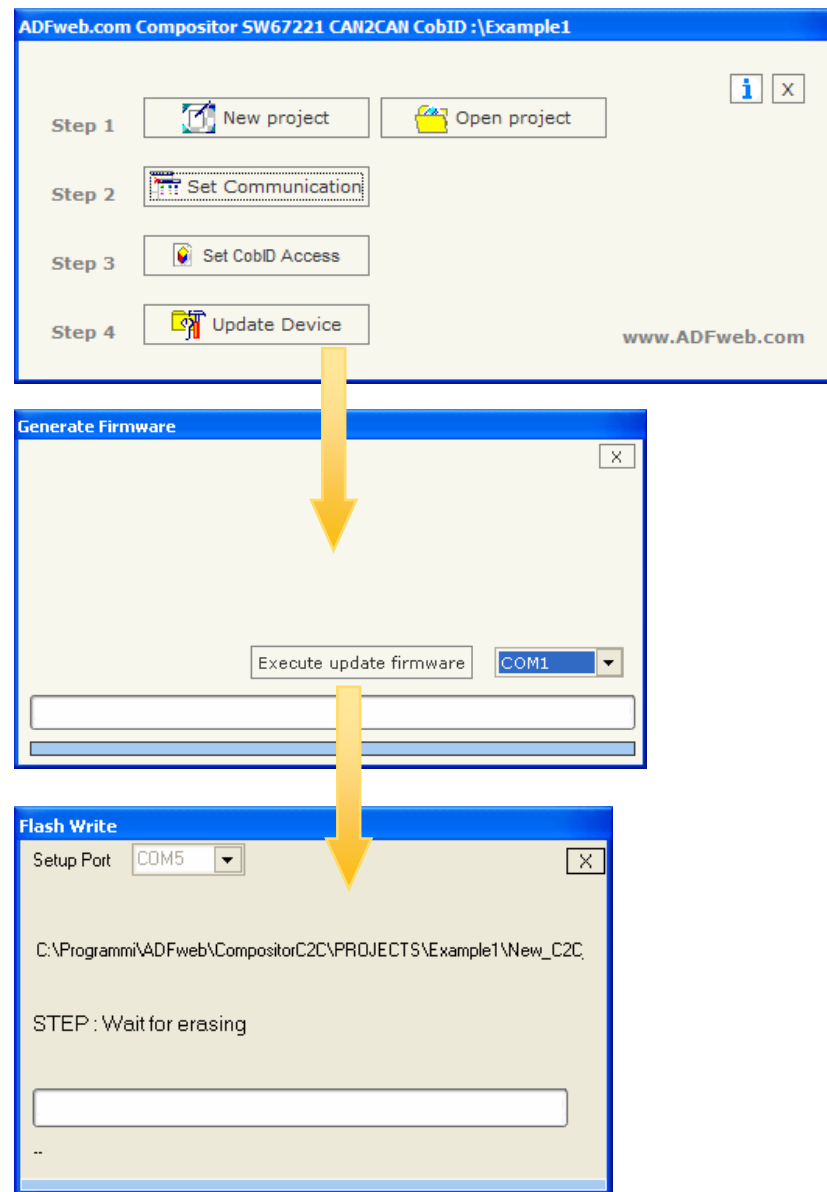 ADFweb.com Compositor SW67221 CAN2CAN CobID :\Example1
i X
Step 1 New project Open project
Step 2 Set Communication
Step 3 Set CobID Access
Step 4 Update Device
www.ADFweb.com
Generate Firmware
X
Execute update firmware COM1
Flash Write
Setup Port COM5 X
C:\Programmi\ADFweb\CompositorC2C\PROJECTS\Example1\New_C2C_
STEP : Wait for erasing
--